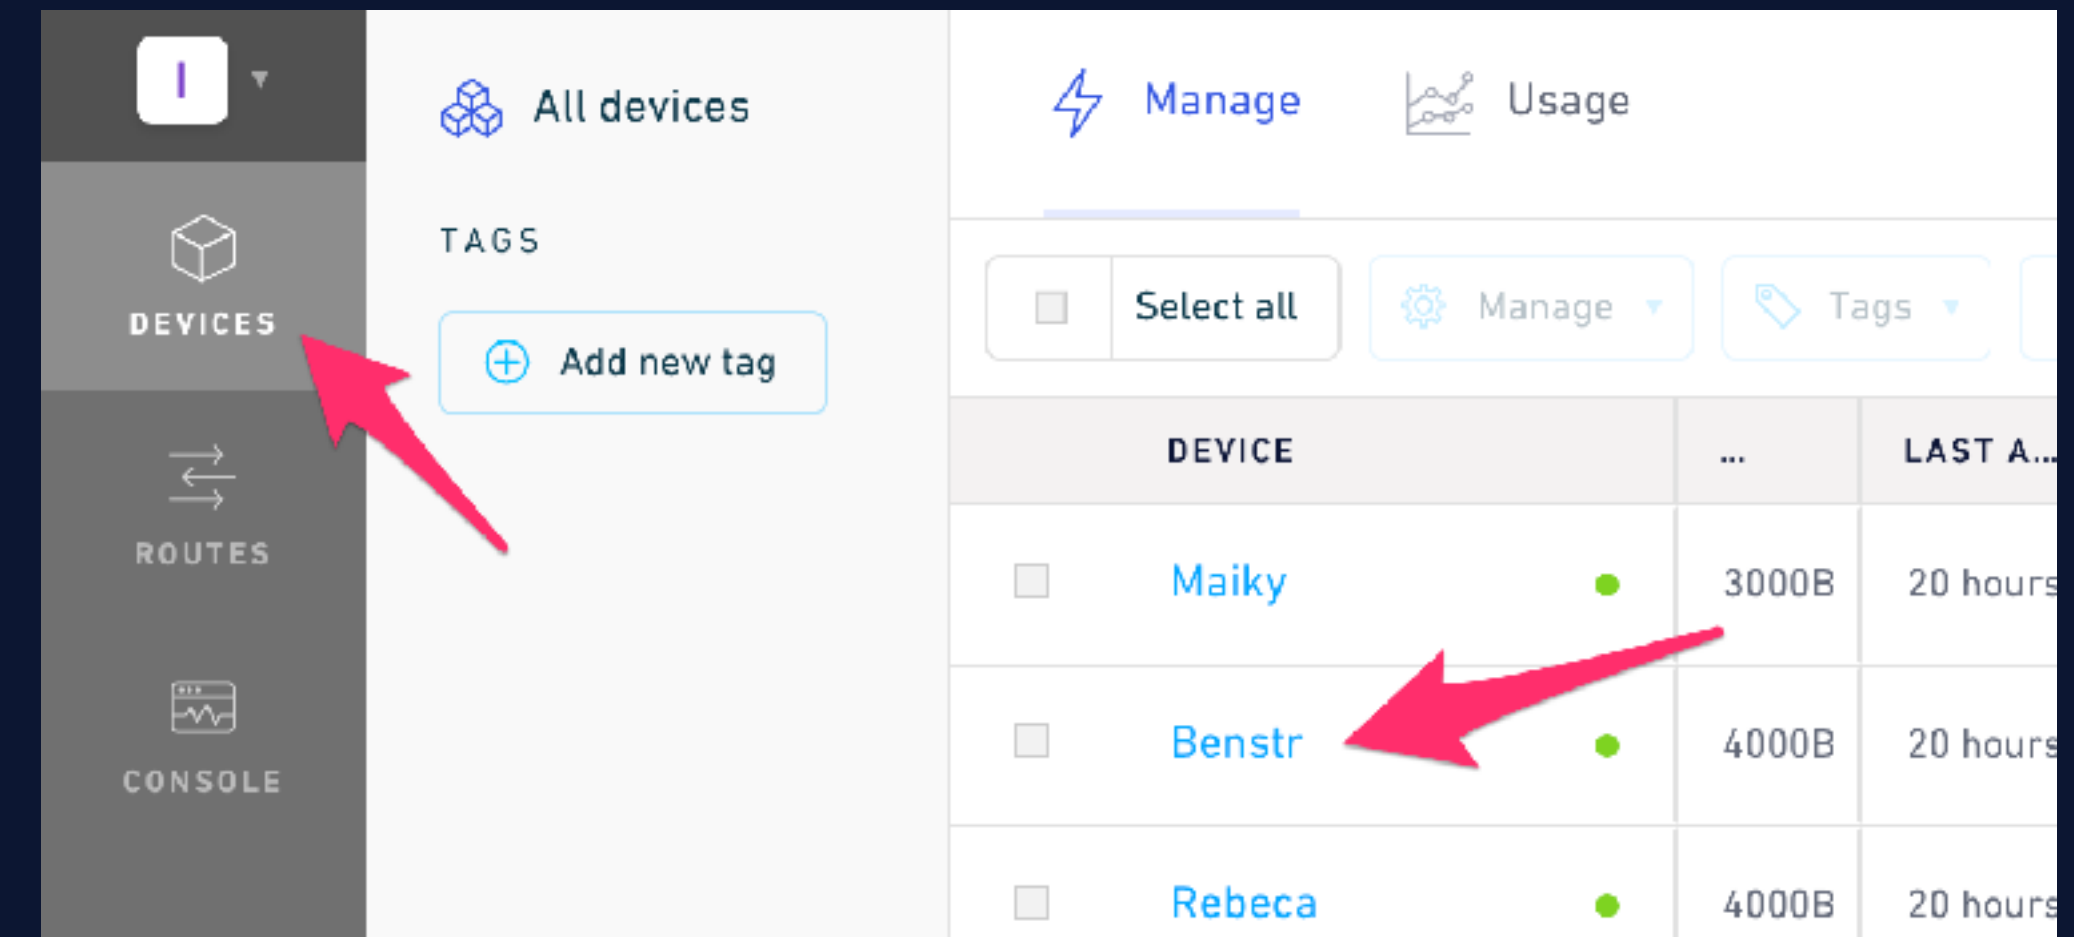 I
DEVICES
ROUTES
CONSOLE
All devices
TAGS
Add new tag
Manage Usage
Select all Manage Tags
DEVICE ... LAST A...
Maiky 3000B 20 hours
Benstr 4000B 20 hours
Rebeca 4000B 20 hours